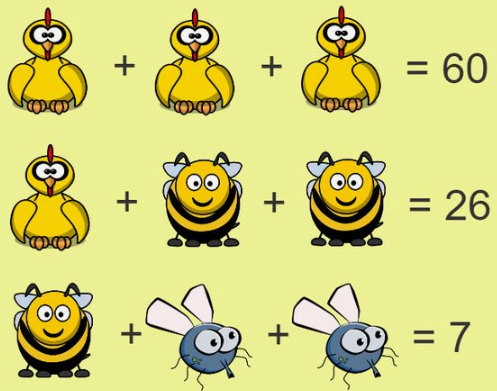 + + = 60
+ + = 26
+ + = 7